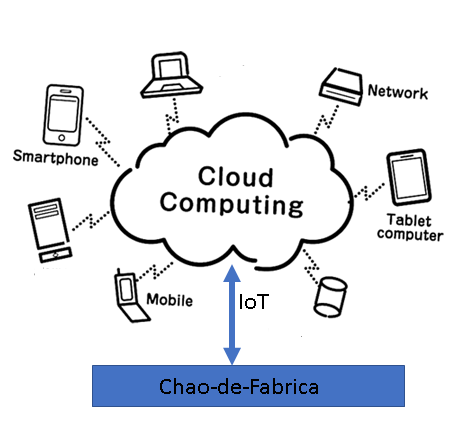 Network
Smartphone
Cloud
Computing
Tablet
computer
Mobile
IoT
Chao-de-Fabrica